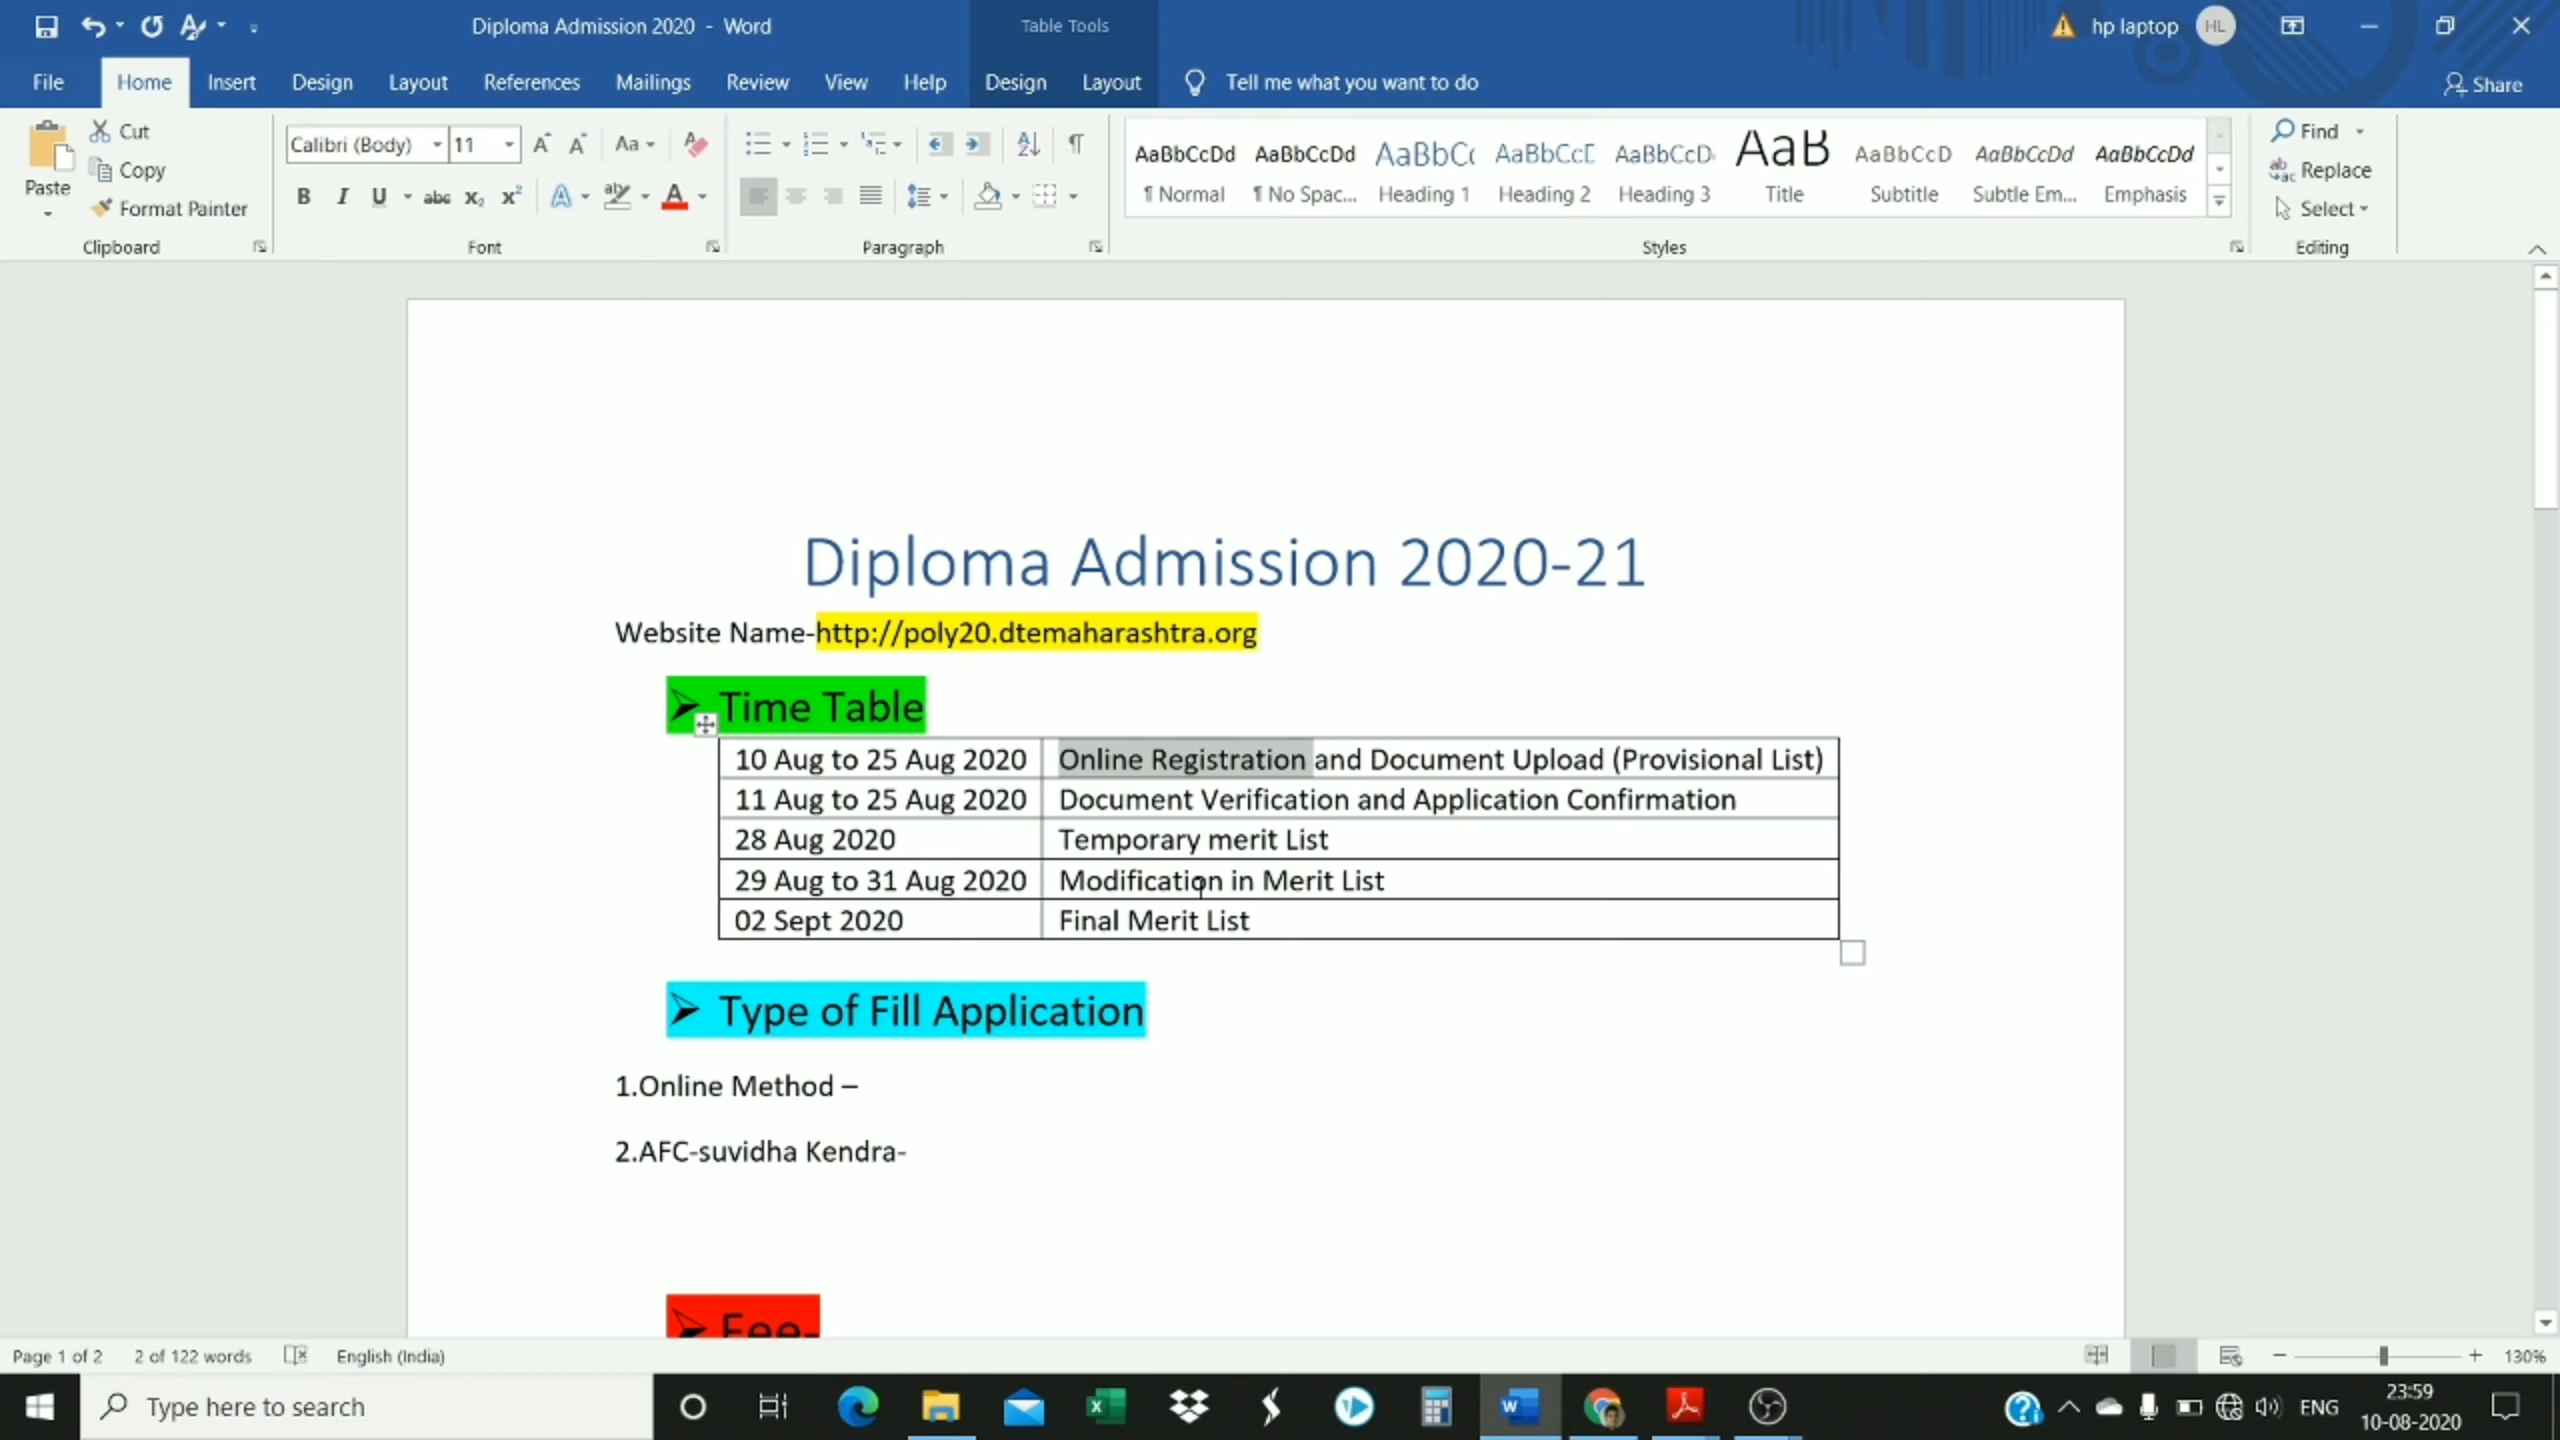 Diploma Admission 2020 - Word
Table Tools
hp laptop
HL
File Home Insert Design Layout References Mailings Review View Help Design Layout Tell me what you want to do
Share
Paste
Cut
Copy
Format Painter
Clipboard
Calibri (Body) 11
Font
Paragraph
AaBbCcDd AaBbCcDd AaBbCc AaBbCcE AaBbCcD AaB AaBbCcD AaBbCcDd AaBbCcDd
¶ Normal ¶ No Spac... Heading 1 Heading 2 Heading 3 Title Subtitle Subtle Em... Emphasis
Styles
Find
Replace
Select
Editing
Diploma Admission 2020-21
Website Name-http://poly20.dtemaharashtra.org
➢ Time Table
10 Aug to 25 Aug 2020 Online Registration and Document Upload (Provisional List)
11 Aug to 25 Aug 2020 Document Verification and Application Confirmation
28 Aug 2020 Temporary merit List
29 Aug to 31 Aug 2020 Modification in Merit List
02 Sept 2020 Final Merit List
➢ Type of Fill Application
1.Online Method –
2.AFC-suvidha Kendra-
➢ Fee-
Page 1 of 2 2 of 122 words English (India)
130%
Type here to search
ENG
23:59
10-08-2020